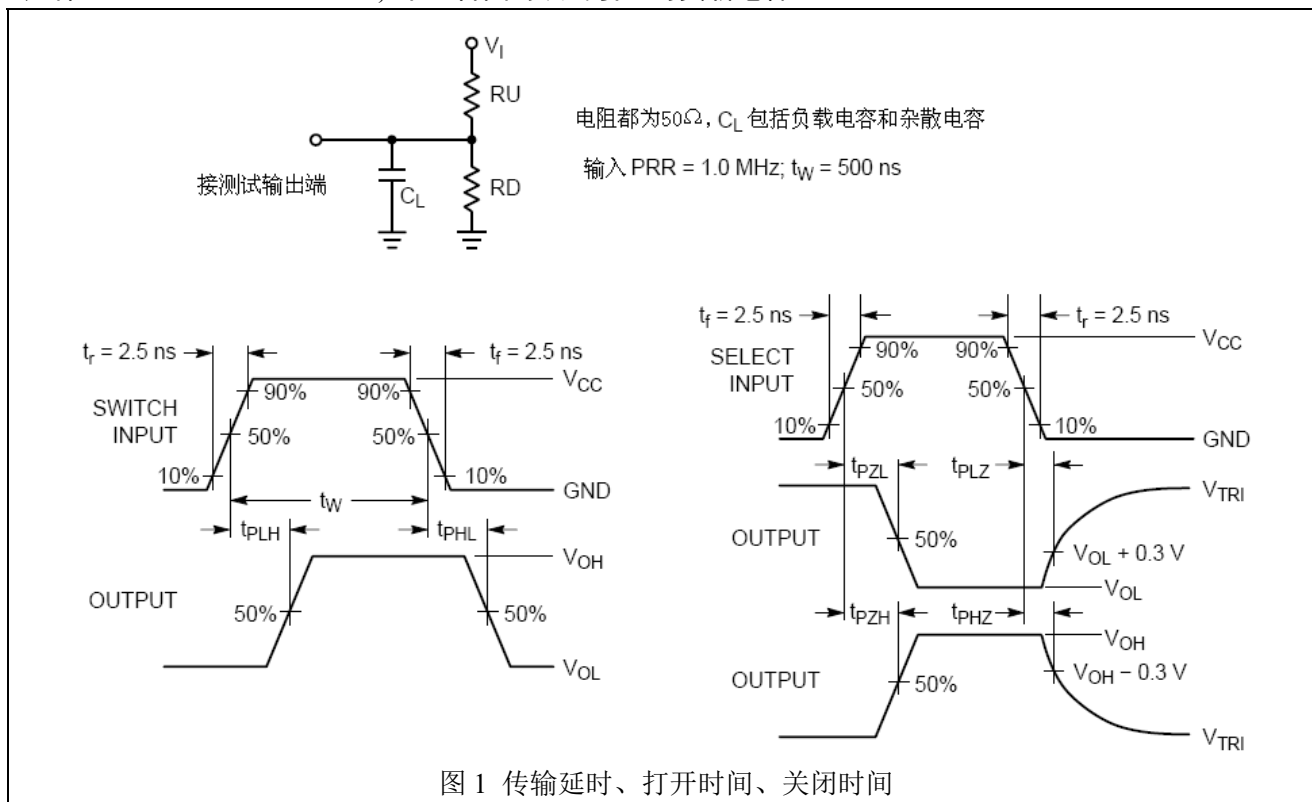 V_I
RU
电阻都为50Ω, C_L 包括负载电容和杂散电容
接测试输出端
C_L
RD
输入 PRR = 1.0 MHz; t_W = 500 ns
t_r = 2.5 ns
t_f = 2.5 ns
V_CC
SWITCH
INPUT
90%
90%
50%
50%
10%
10%
GND
t_W
t_PLH
t_PHL
V_OH
OUTPUT
50%
50%
V_OL
t_f = 2.5 ns
t_r = 2.5 ns
V_CC
SELECT
INPUT
90%
90%
50%
50%
10%
10%
GND
t_PZL
t_PLZ
V_TRI
OUTPUT
50%
V_OL + 0.3 V
V_OL
t_PZH
t_PHZ
V_OH
OUTPUT
50%
V_OH − 0.3 V
V_TRI
图 1 传输延时、打开时间、关闭时间